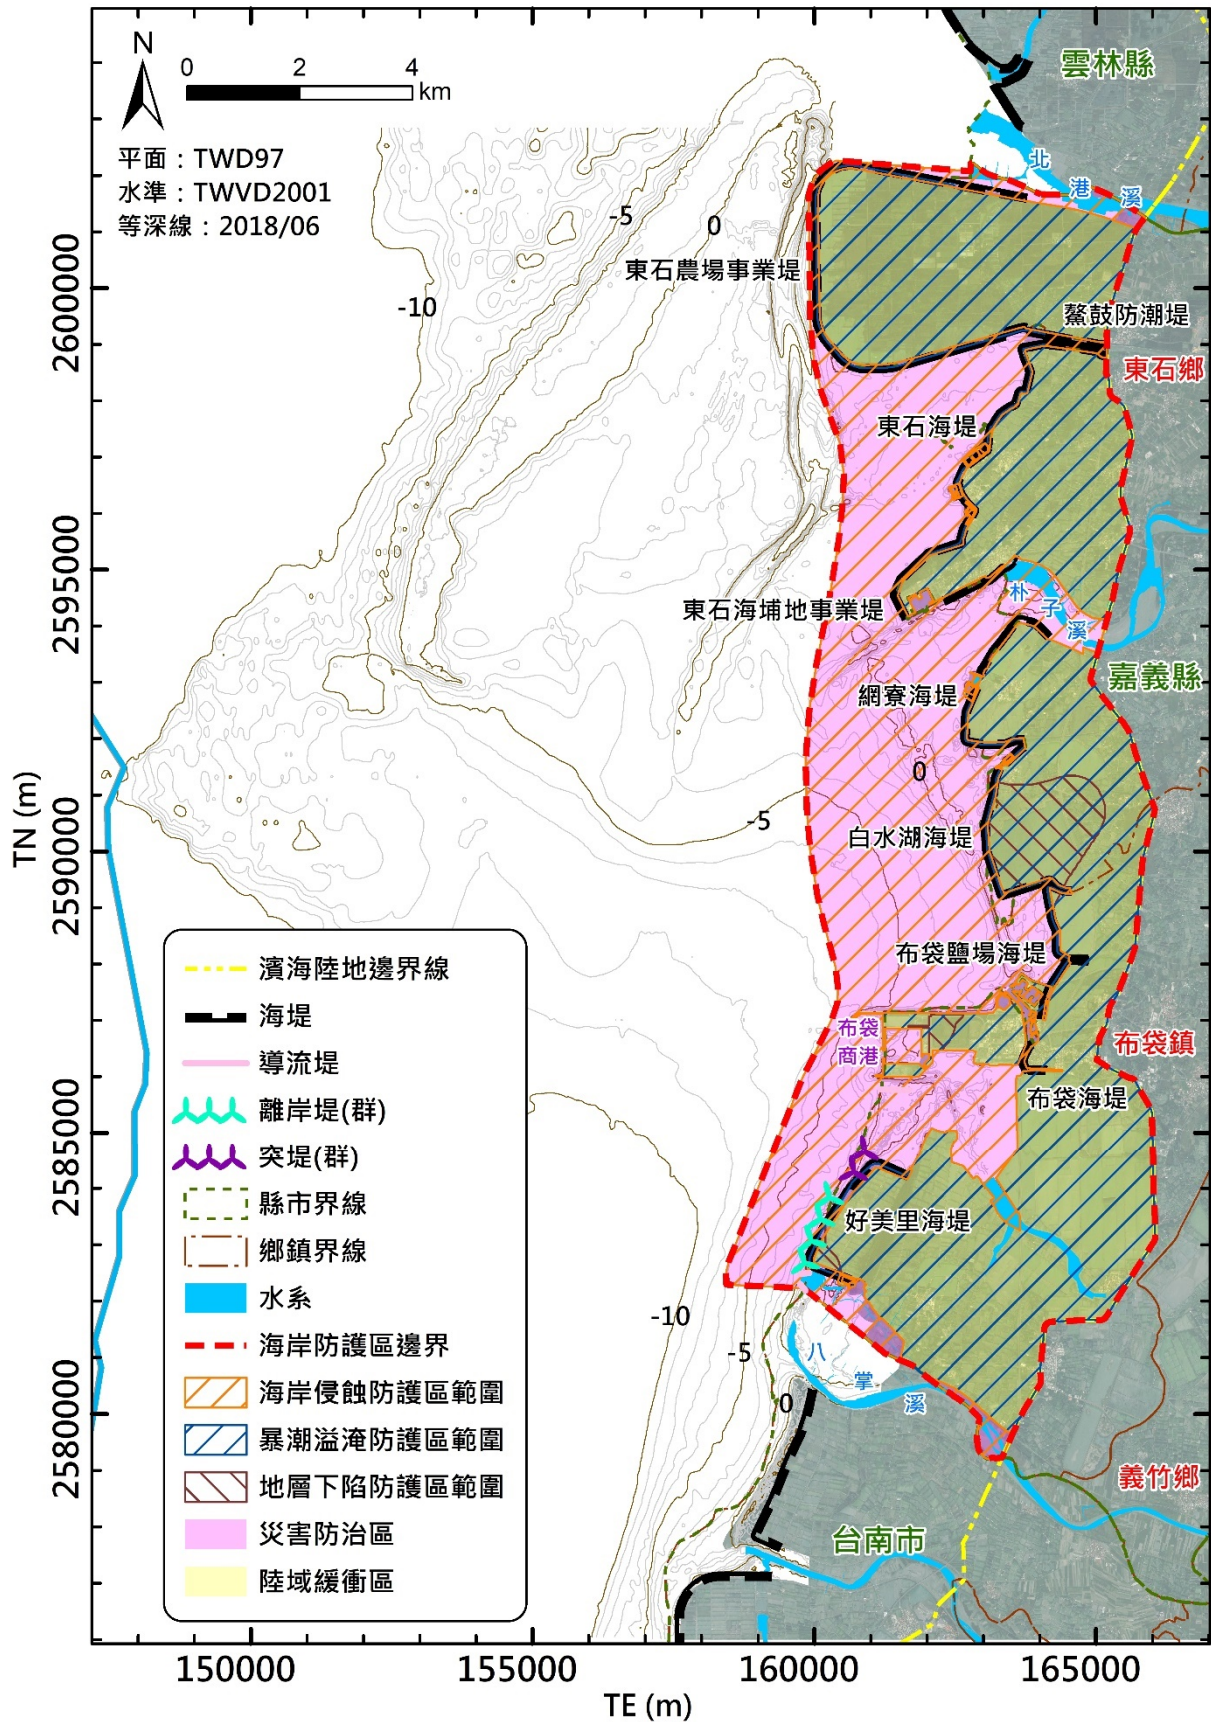 N
0 2 4
km
平面：TWD97
水準：TWVD2001
等深線：2018/06
雲林縣
北
港
溪
-5
0
-10
東石農場事業堤
鰲鼓防潮堤
東石鄉
東石海堤
東石海埔地事業堤
朴
子
溪
嘉義縣
網寮海堤
0
-5
白水湖海堤
布袋鹽場海堤
布袋
商港
布袋鎮
布袋海堤
好美里海堤
-10
-5
0
八
掌
溪
義竹鄉
台南市
濱海陸地邊界線
海堤
導流堤
離岸堤(群)
突堤(群)
縣市界線
鄉鎮界線
水系
海岸防護區邊界
海岸侵蝕防護區範圍
暴潮溢淹防護區範圍
地層下陷防護區範圍
災害防治區
陸域緩衝區
2600000
2595000
2590000
2585000
2580000
TN (m)
150000 155000 160000 165000
TE (m)